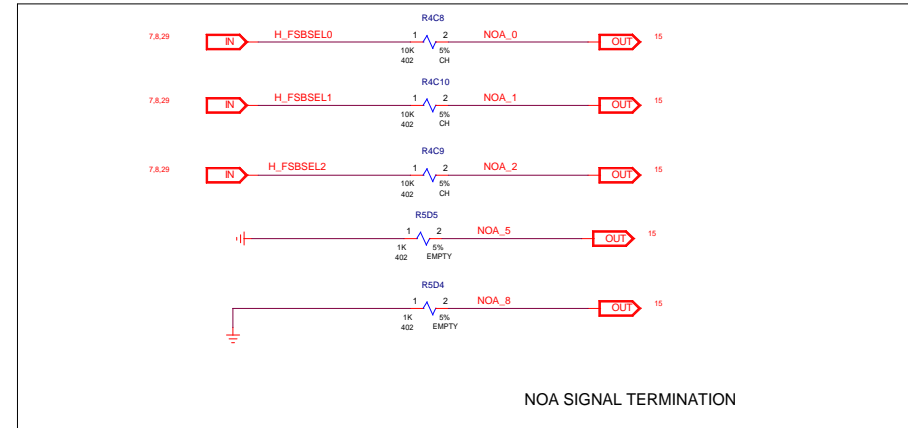 R4C8
7,8,29 IN H_FSBSEL0 1 2 NOA_0 OUT 15
10K 5%
402 CH
R4C10
7,8,29 IN H_FSBSEL1 1 2 NOA_1 OUT 15
10K 5%
402 CH
R4C9
7,8,29 IN H_FSBSEL2 1 2 NOA_2 OUT 15
10K 5%
402 CH
R5D5
1 2 NOA_5 OUT 15
1K 5%
402 EMPTY
R5D4
1 2 NOA_8 OUT 15
1K 5%
402 EMPTY
NOA SIGNAL TERMINATION